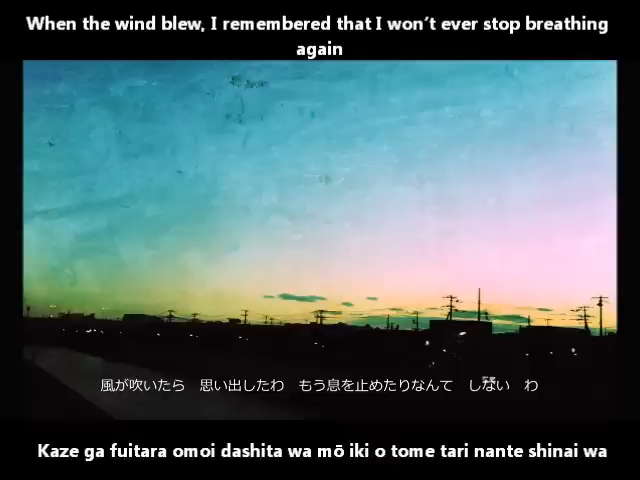 When the wind blew, I remembered that I won't ever stop breathing
again
風が吹いたら 思い出したわ もう息を止めたりなんて しない わ
Kaze ga fuitara omoi dashita wa mō iki o tome tari nante shinai wa